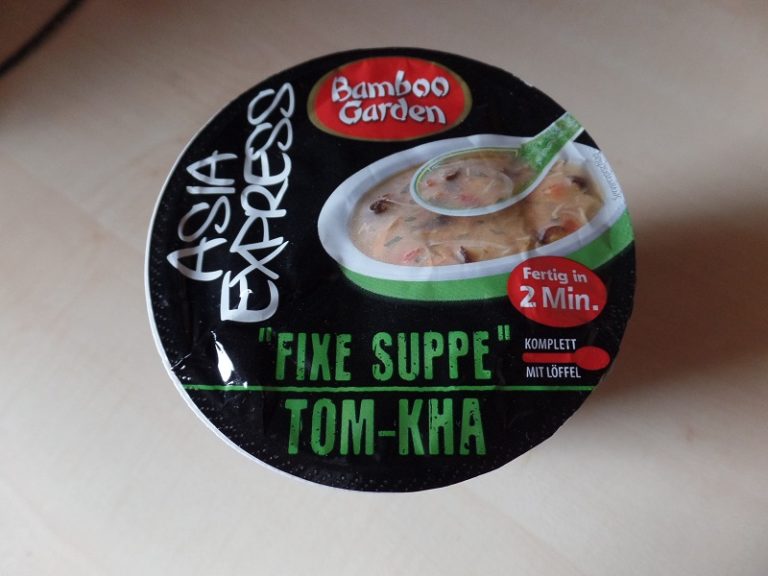 Bamboo
Garden
ASIA
EXPRESS
Fertig in
2 Min.
"FIXE SUPPE"
KOMPLETT
MIT LÖFFEL
TOM-KHA